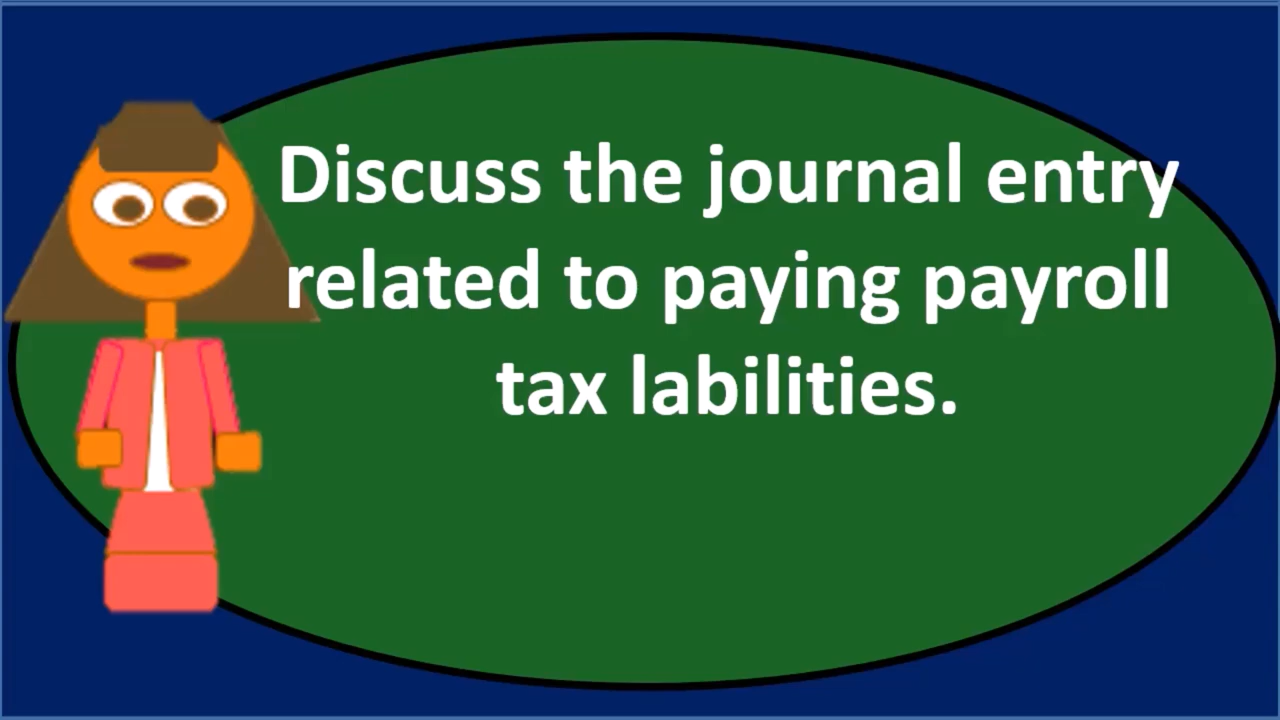 Discuss the journal entry
related to paying payroll
tax labilities.